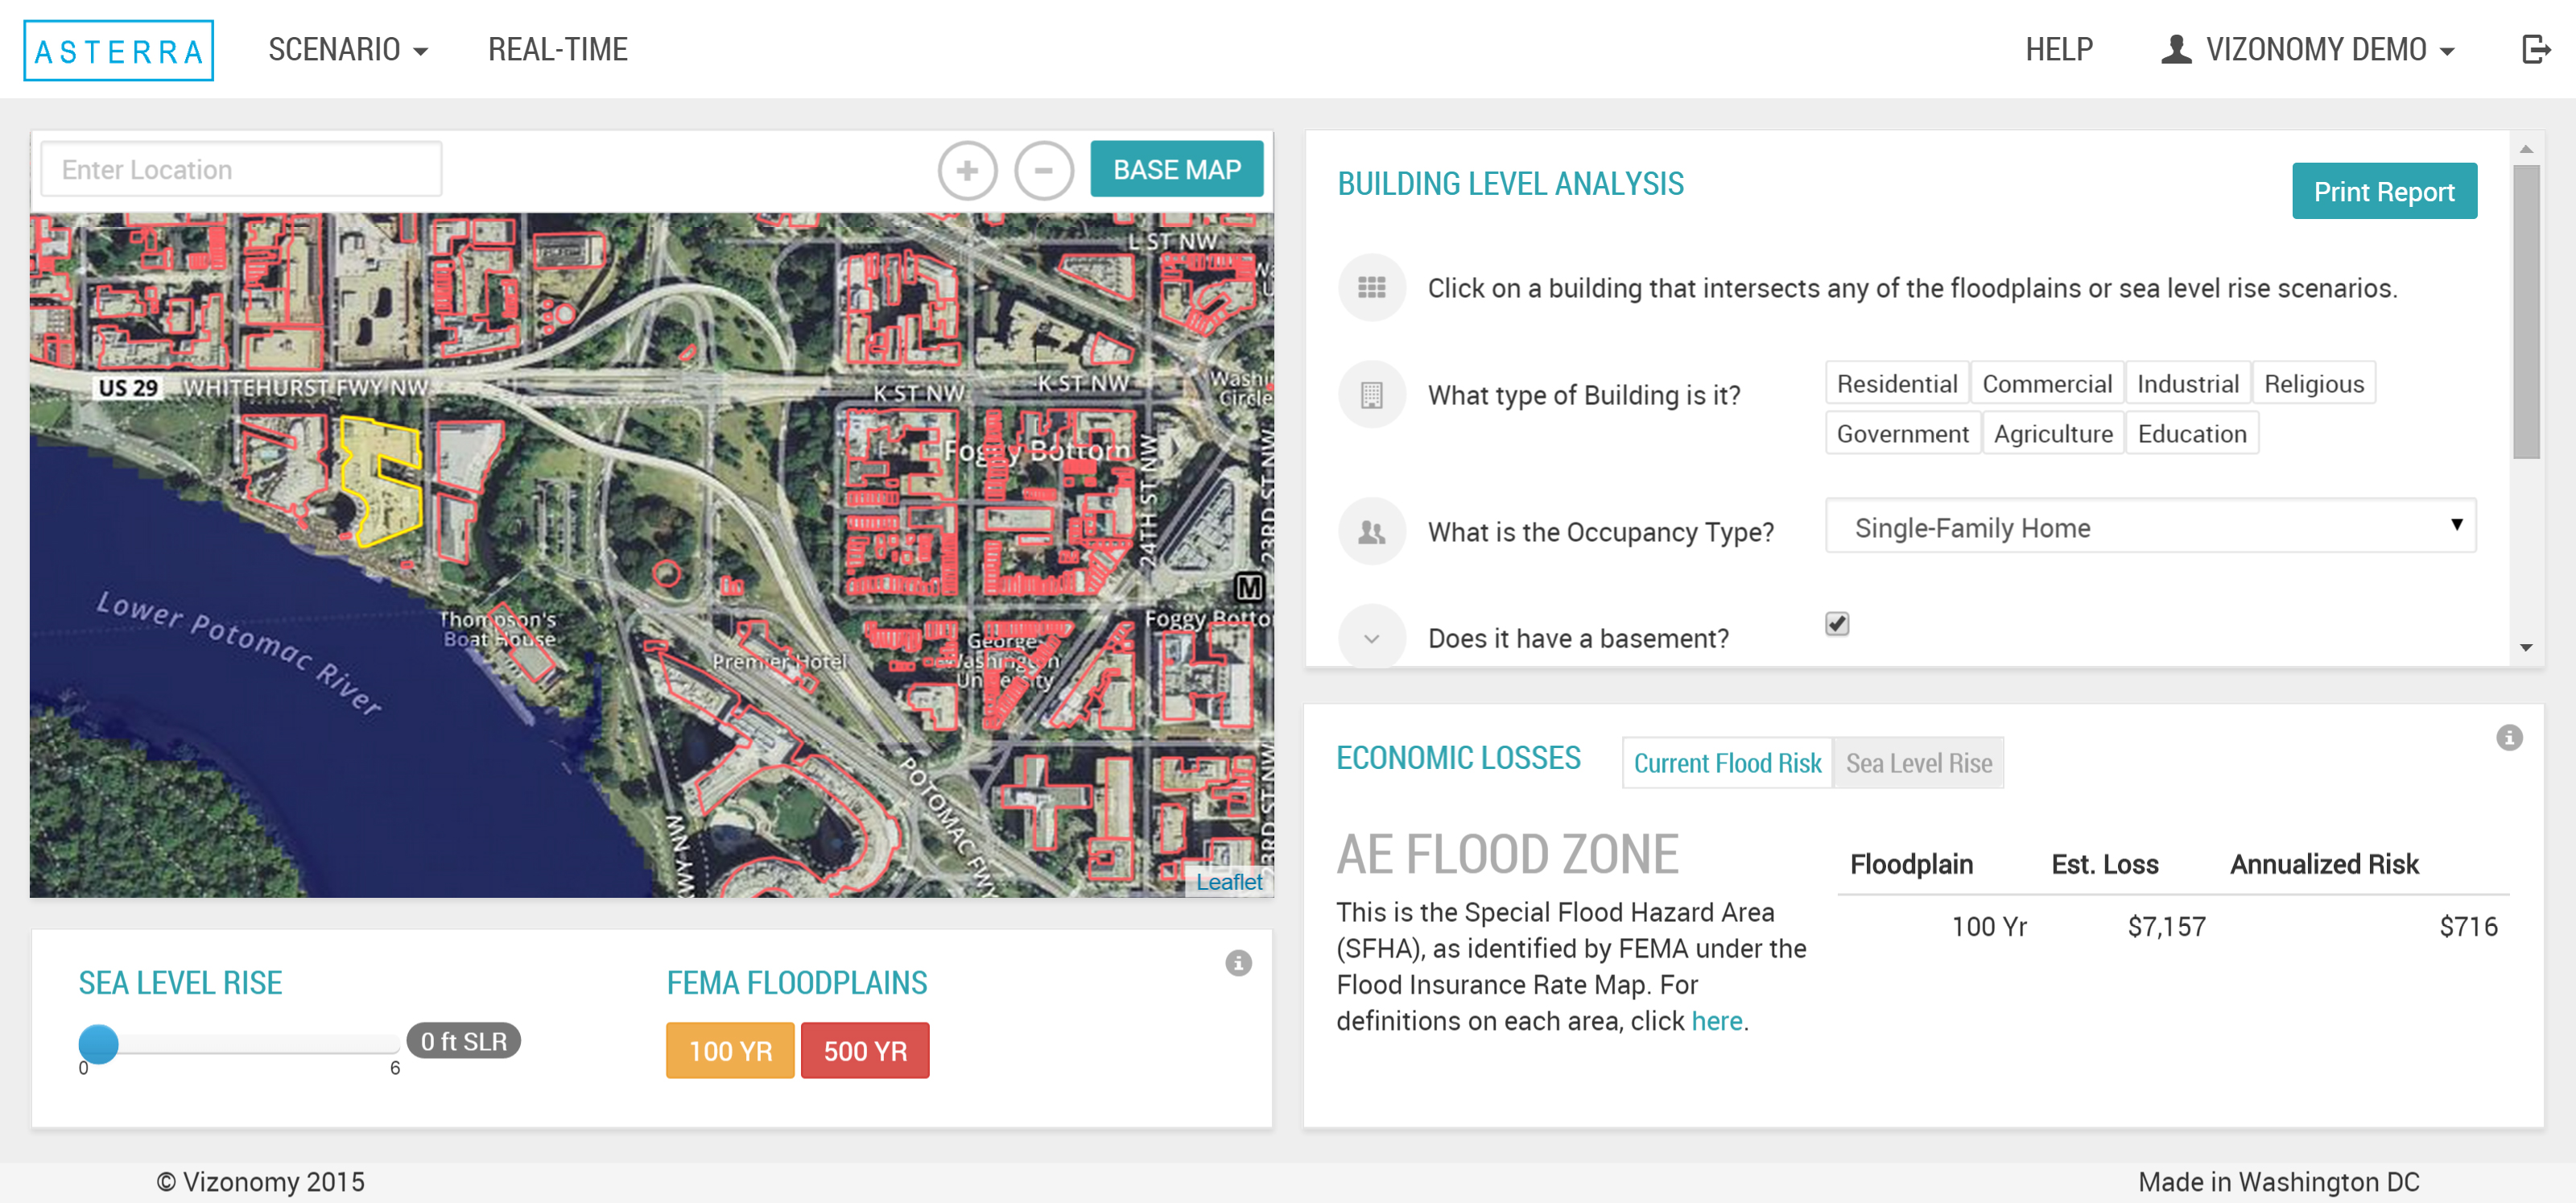 ASTERRA
SCENARIO
REAL-TIME
HELP
VIZONOMY DEMO
Enter Location
BASE MAP
L ST NW
US 29
WHITEHURST FWY NW
K ST NW
K ST NW
Washi
Circle
Foggy Bottom
24TH ST NW
23RD ST NW
M
Lower Potomac River
Thompson's
Boat House
Premier Hotel
George
Washington
University
Foggy Botto
POTOMAC FWY
WY NW
23RD ST NW
Leaflet
SEA LEVEL RISE
0 ft SLR
0
6
FEMA FLOODPLAINS
100 YR
500 YR
BUILDING LEVEL ANALYSIS
Print Report
Click on a building that intersects any of the floodplains or sea level rise scenarios.
What type of Building is it?
Residential Commercial Industrial Religious
Government Agriculture Education
What is the Occupancy Type?
Single-Family Home
Does it have a basement?
ECONOMIC LOSSES
Current Flood Risk Sea Level Rise
AE FLOOD ZONE
This is the Special Flood Hazard Area
(SFHA), as identified by FEMA under the
Flood Insurance Rate Map. For
definitions on each area, click here.
Floodplain Est. Loss Annualized Risk
100 Yr $7,157 $716
© Vizonomy 2015
Made in Washington DC